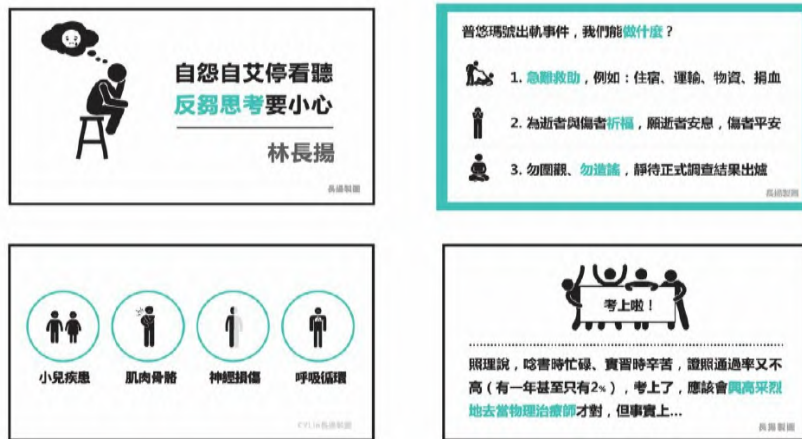 自怨自艾停看聽
反芻思考要小心
林長揚
長揚製圖
普悠瑪號出軌事件，我們能做什麼？
1. 急難救助，例如：住宿、運輸、物資、捐血
2. 為逝者與傷者祈福，願逝者安息，傷者平安
3. 勿圍觀、勿造謠，靜待正式調查結果出爐
長揚製圖
小兒疾患
肌肉骨骼
神經損傷
呼吸循環
長揚製圖
考上啦！
照理說，唸書時忙碌、實習時辛苦，證照通過率又不
高（有一年甚至只有2%），考上了，應該會興高采烈
地去當物理治療師才對，但事實上...
長揚製圖